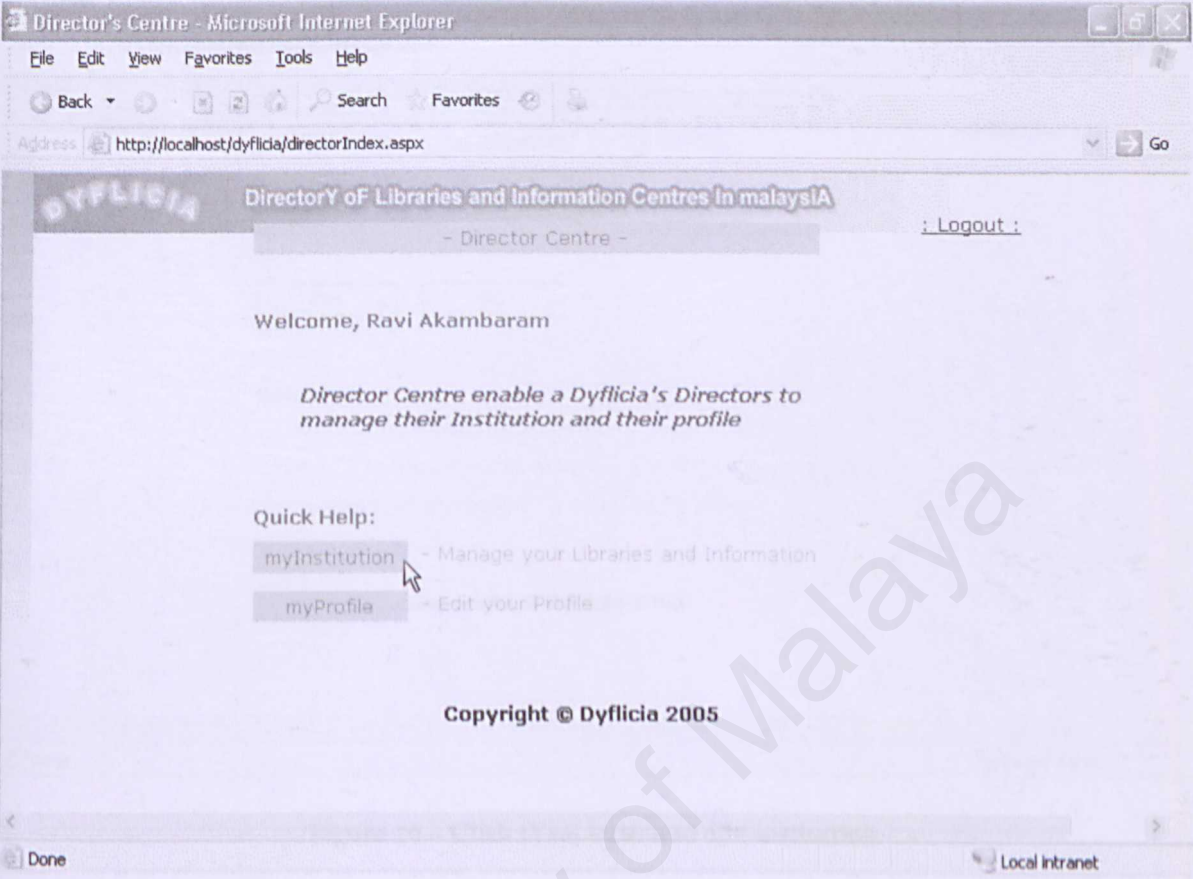 Director's Centre - Microsoft Internet Explorer
File Edit View Favorites Tools Help
Back Search Favorites
Address http://localhost/dyflicia/directorIndex.aspx Go
DYFLICIA DirectorY oF Libraries and Information Centres In malaysIA
: Logout :
- Director Centre -
Welcome, Ravi Akambaram
Director Centre enable a Dyflicia's Directors to
manage their Institution and their profile
Quick Help:
myInstitution - Manage your Libraries and Information
myProfile - Edit your Profile
Copyright © Dyflicia 2005
Done Local intranet
of Malaya